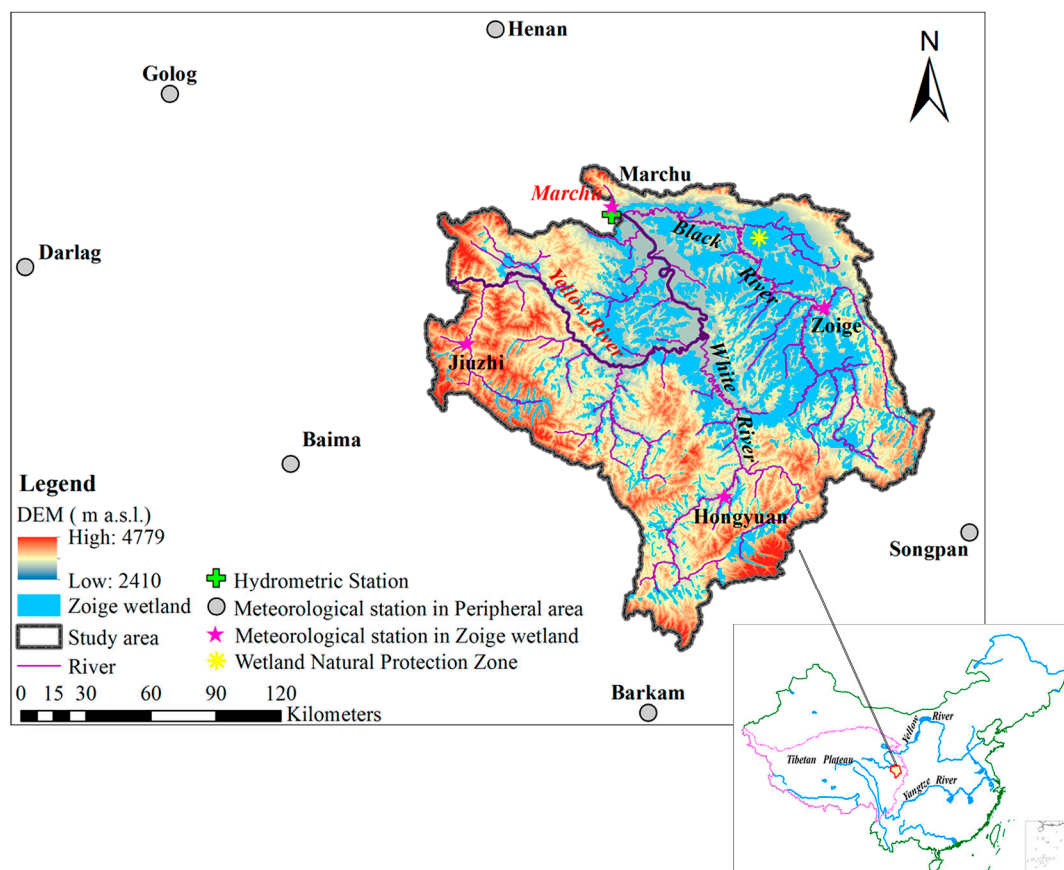 Henan
N
Golog
Marchu
Marchu
Black
River
Darlag
Yellow River
Zoige
White
River
Jiuzhi
Baima
Hongyuan
Songpan
Barkam
Legend
DEM ( m a.s.l.)
High: 4779
Low: 2410
Zoige wetland
Study area
River
Hydrometric Station
Meteorological station in Peripheral area
Meteorological station in Zoige wetland
Wetland Natural Protection Zone
0 15 30 60 90 120
Kilometers
Yellow River
Tibetan Plateau
Yangtze River